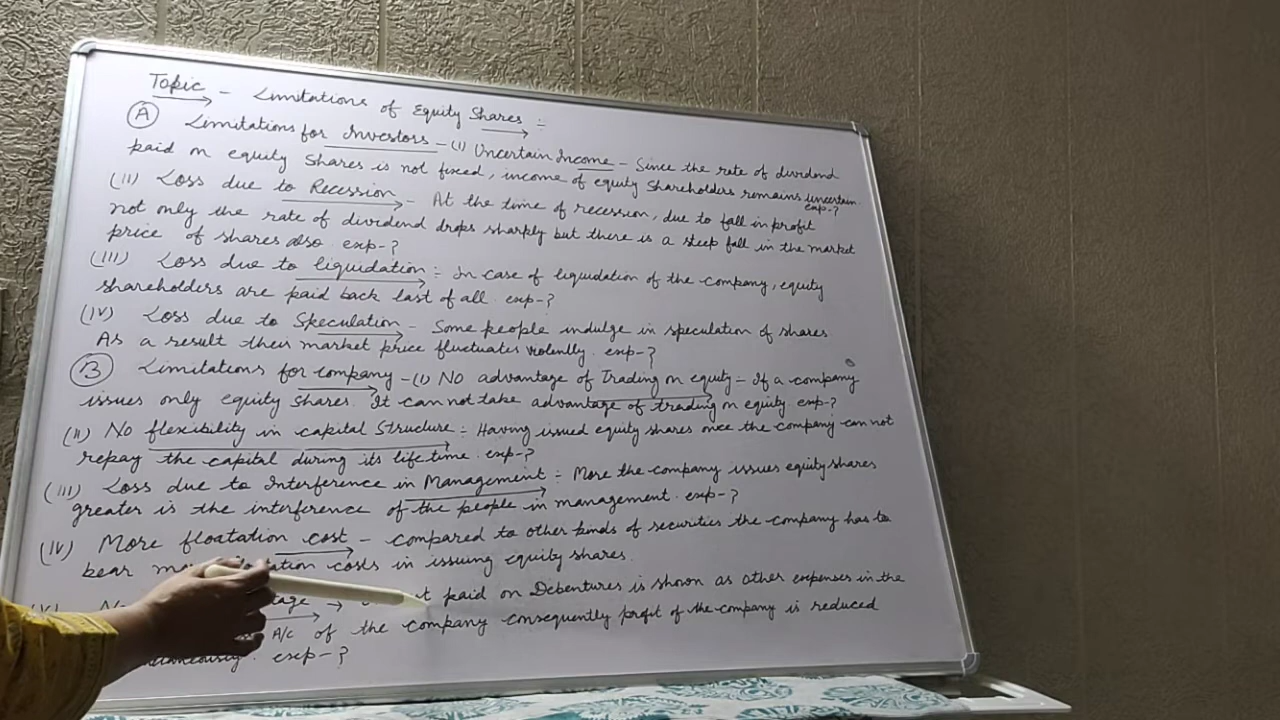 Topic - Limitations of Equity Shares :-
(A) Limitations for Investors - (I) Uncertain Income - Since the rate of dividend
paid on equity shares is not fixed, income of equity shareholders remains uncertain. exp-?
(II) Loss due to Recession - At the time of recession, due to fall in profit
not only the rate of dividend drops sharply but there is a steep fall in the market
price of shares also. exp-?
(III) Loss due to liquidation :- In case of liquidation of the company, equity
shareholders are paid back last of all. exp-?
(IV) Loss due to Speculation - Some people indulge in speculation of shares
As a result their market price fluctuates violently. exp-?
(B) Limitations for company - (I) No advantage of Trading on equity :- If a company
issues only equity shares. It can not take advantage of trading on equity exp-?
(II) No flexibility in capital Structure :- Having issued equity shares once the company can not
repay the capital during its life time. exp-?
(III) Loss due to Interference in Management :- More the company issues equity shares
greater is the interference of the people in management. exp-?
(IV) More floatation cost - compared to other kinds of securities the company has to
bear costs in issuing equity shares.
paid on Debentures is shown as other expenses in the
A/c of the company consequently profit of the company is reduced
exp-?